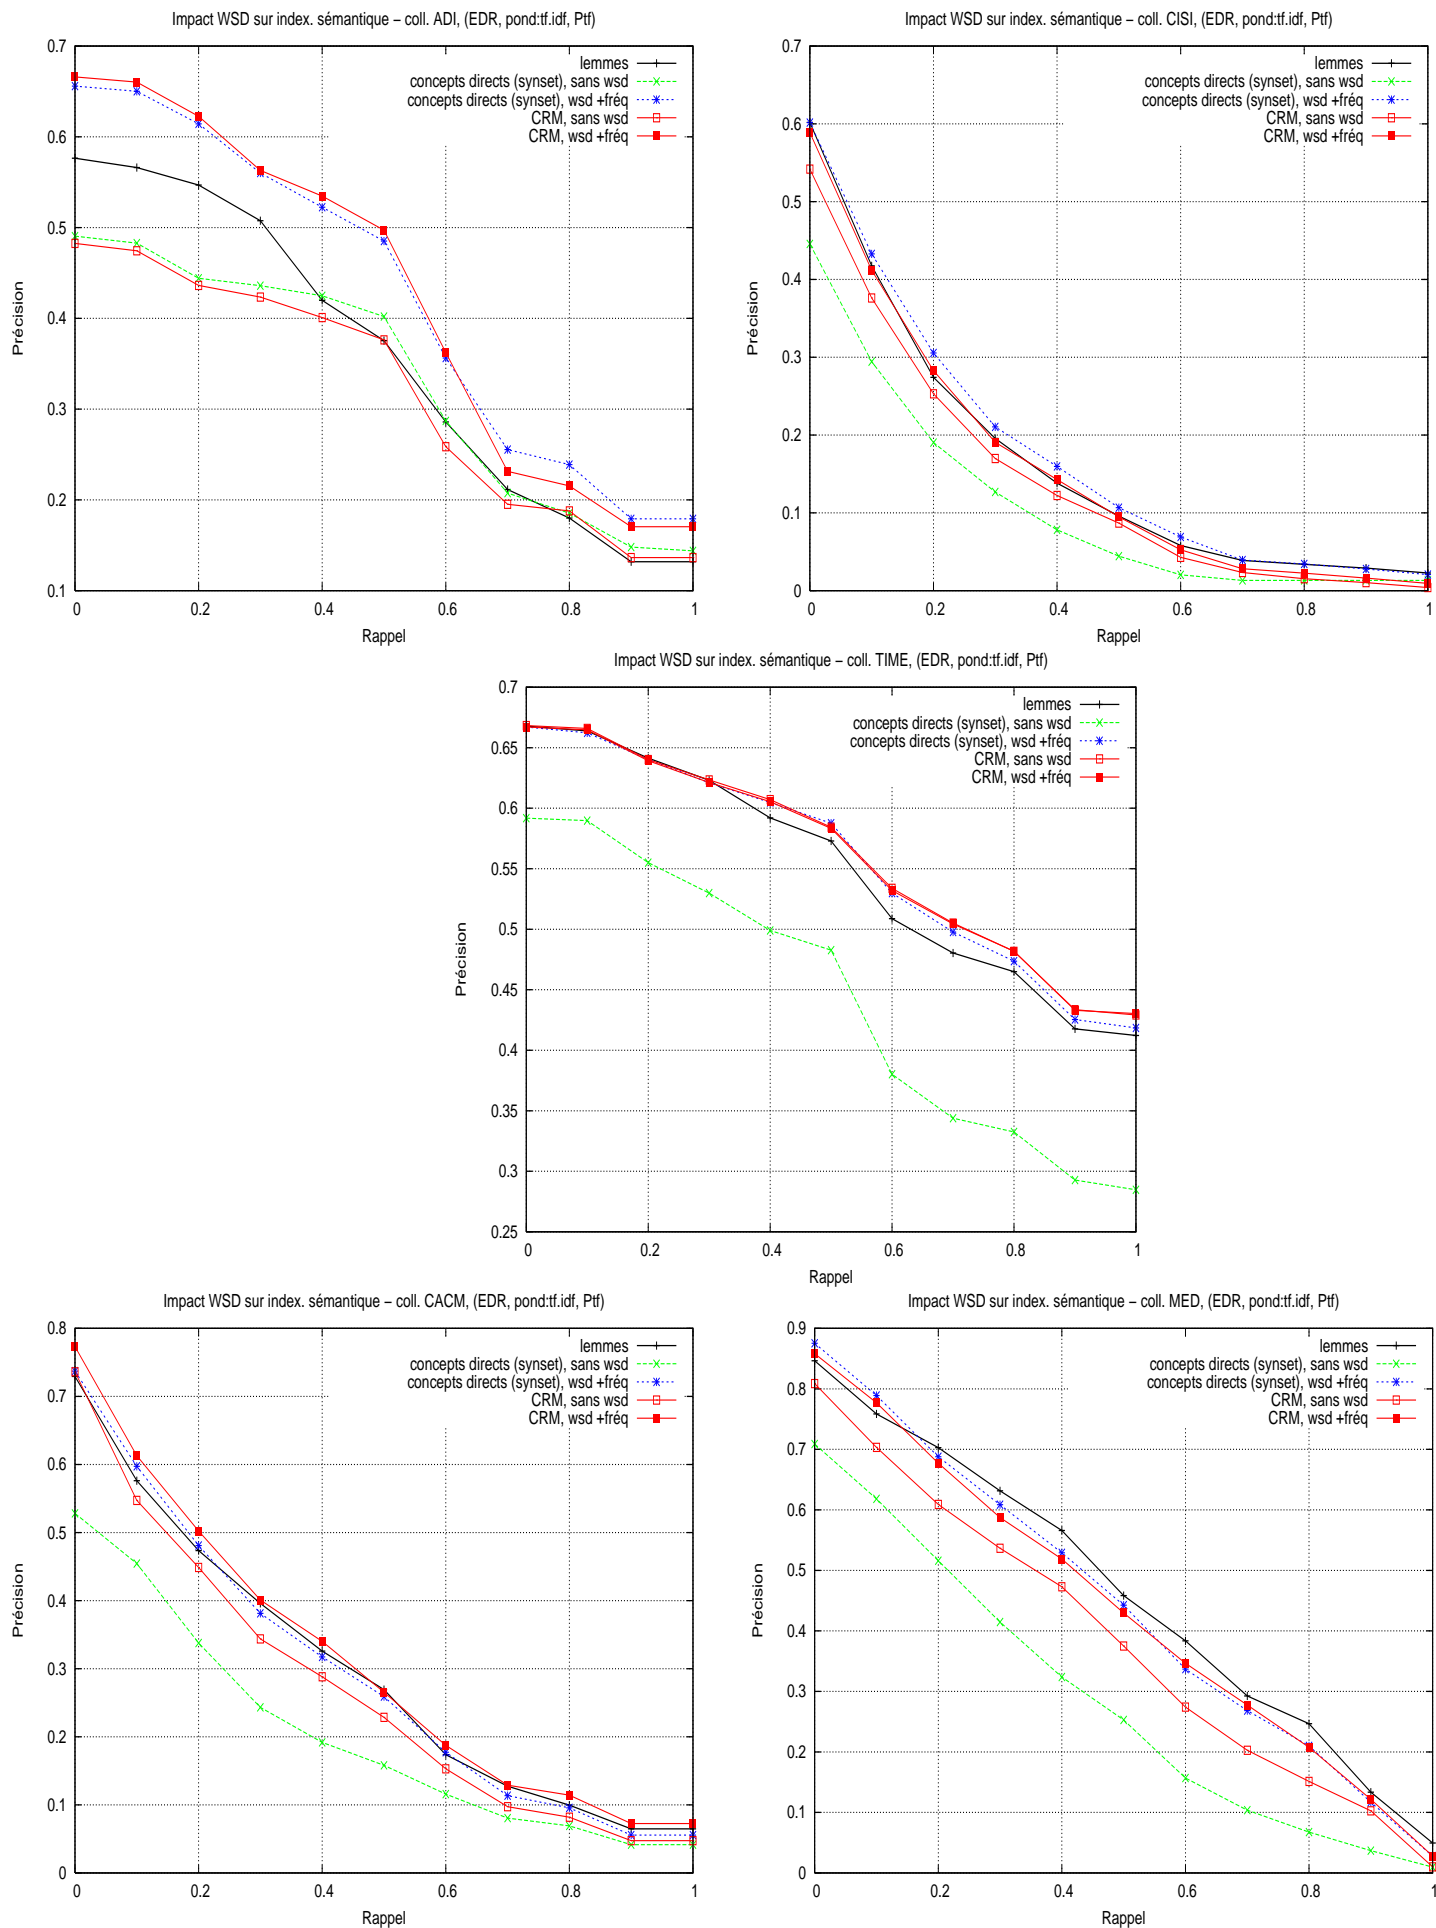 Impact WSD sur index. sémantique – coll. ADI, (EDR, pond:tf.idf, Ptf)
0.7
0.6
0.5
0.4
0.3
0.2
0.1
Précision
lemmes
concepts directs (synset), sans wsd
concepts directs (synset), wsd +fréq
CRM, sans wsd
CRM, wsd +fréq
0 0.2 0.4 0.6 0.8 1
Rappel
Impact WSD sur index. sémantique – coll. CISI, (EDR, pond:tf.idf, Ptf)
0.7
0.6
0.5
0.4
0.3
0.2
0.1
0
Précision
lemmes
concepts directs (synset), sans wsd
concepts directs (synset), wsd +fréq
CRM, sans wsd
CRM, wsd +fréq
0 0.2 0.4 0.6 0.8 1
Rappel
Impact WSD sur index. sémantique – coll. TIME, (EDR, pond:tf.idf, Ptf)
0.7
0.65
0.6
0.55
0.5
0.45
0.4
0.35
0.3
0.25
Précision
lemmes
concepts directs (synset), sans wsd
concepts directs (synset), wsd +fréq
CRM, sans wsd
CRM, wsd +fréq
0 0.2 0.4 0.6 0.8 1
Rappel
Impact WSD sur index. sémantique – coll. CACM, (EDR, pond:tf.idf, Ptf)
0.8
0.7
0.6
0.5
0.4
0.3
0.2
0.1
0
Précision
lemmes
concepts directs (synset), sans wsd
concepts directs (synset), wsd +fréq
CRM, sans wsd
CRM, wsd +fréq
0 0.2 0.4 0.6 0.8 1
Rappel
Impact WSD sur index. sémantique – coll. MED, (EDR, pond:tf.idf, Ptf)
0.9
0.8
0.7
0.6
0.5
0.4
0.3
0.2
0.1
0
Précision
lemmes
concepts directs (synset), sans wsd
concepts directs (synset), wsd +fréq
CRM, sans wsd
CRM, wsd +fréq
0 0.2 0.4 0.6 0.8 1
Rappel